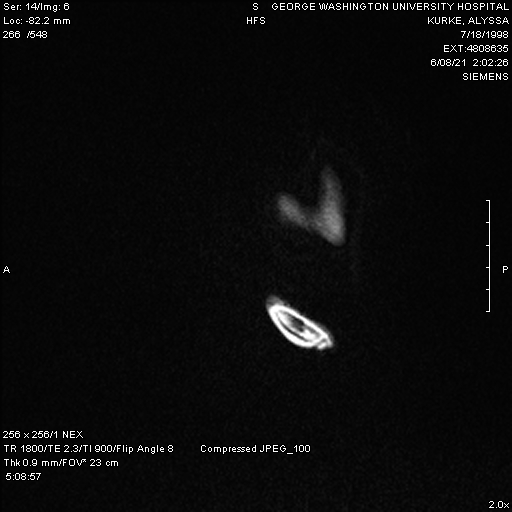 Ser: 14/Img: 6
Loc: -82.2 mm
266 /548
S
HFS
GEORGE WASHINGTON UNIVERSITY HOSPITAL
KURKE, ALYSSA
7/18/1998
EXT:4808635
6/08/21 2:02:26
SIEMENS
A
P
256 x 256/1 NEX
TR 1800/TE 2.3/TI 900/Flip Angle 8
Compressed JPEG_100
Thk 0.9 mm/FOV* 23 cm
5:08:57
2.0x